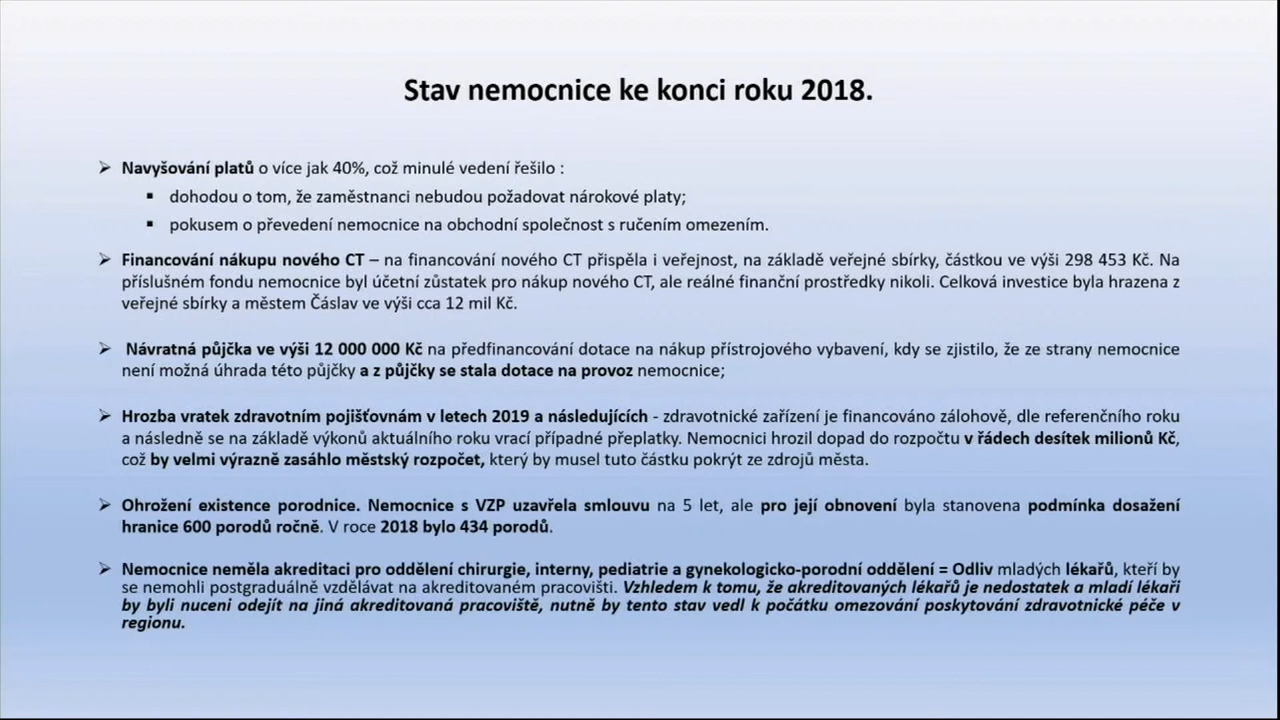 Stav nemocnice ke konci roku 2018.
➢ Navyšování platů o více jak 40%, což minulé vedení řešilo :
▪ dohodou o tom, že zaměstnanci nebudou požadovat nárokové platy;
▪ pokusem o převedení nemocnice na obchodní společnost s ručením omezením.
➢ Financování nákupu nového CT – na financování nového CT přispěla i veřejnost, na základě veřejné sbírky, částkou ve výši 298 453 Kč. Na
příslušném fondu nemocnice byl účetní zůstatek pro nákup nového CT, ale reálné finanční prostředky nikoli. Celková investice byla hrazena z
veřejné sbírky a městem Čáslav ve výši cca 12 mil Kč.
➢ Návratná půjčka ve výši 12 000 000 Kč na předfinancování dotace na nákup přístrojového vybavení, kdy se zjistilo, že ze strany nemocnice
není možná úhrada této půjčky a z půjčky se stala dotace na provoz nemocnice;
➢ Hrozba vratek zdravotním pojišťovnám v letech 2019 a následujících - zdravotnické zařízení je financováno zálohově, dle referenčního roku
a následně se na základě výkonů aktuálního roku vrací případné přeplatky. Nemocnici hrozil dopad do rozpočtu v řádech desítek milionů Kč,
což by velmi výrazně zasáhlo městský rozpočet, který by musel tuto částku pokrýt ze zdrojů města.
➢ Ohrožení existence porodnice. Nemocnice s VZP uzavřela smlouvu na 5 let, ale pro její obnovení byla stanovena podmínka dosažení
hranice 600 porodů ročně. V roce 2018 bylo 434 porodů.
➢ Nemocnice neměla akreditaci pro oddělení chirurgie, interny, pediatrie a gynekologicko-porodní oddělení = Odliv mladých lékařů, kteří by
se nemohli postgraduálně vzdělávat na akreditovaném pracovišti. Vzhledem k tomu, že akreditovaných lékařů je nedostatek a mladí lékaři
by byli nuceni odejít na jiná akreditovaná pracoviště, nutně by tento stav vedl k počátku omezování poskytování zdravotnické péče v
regionu.